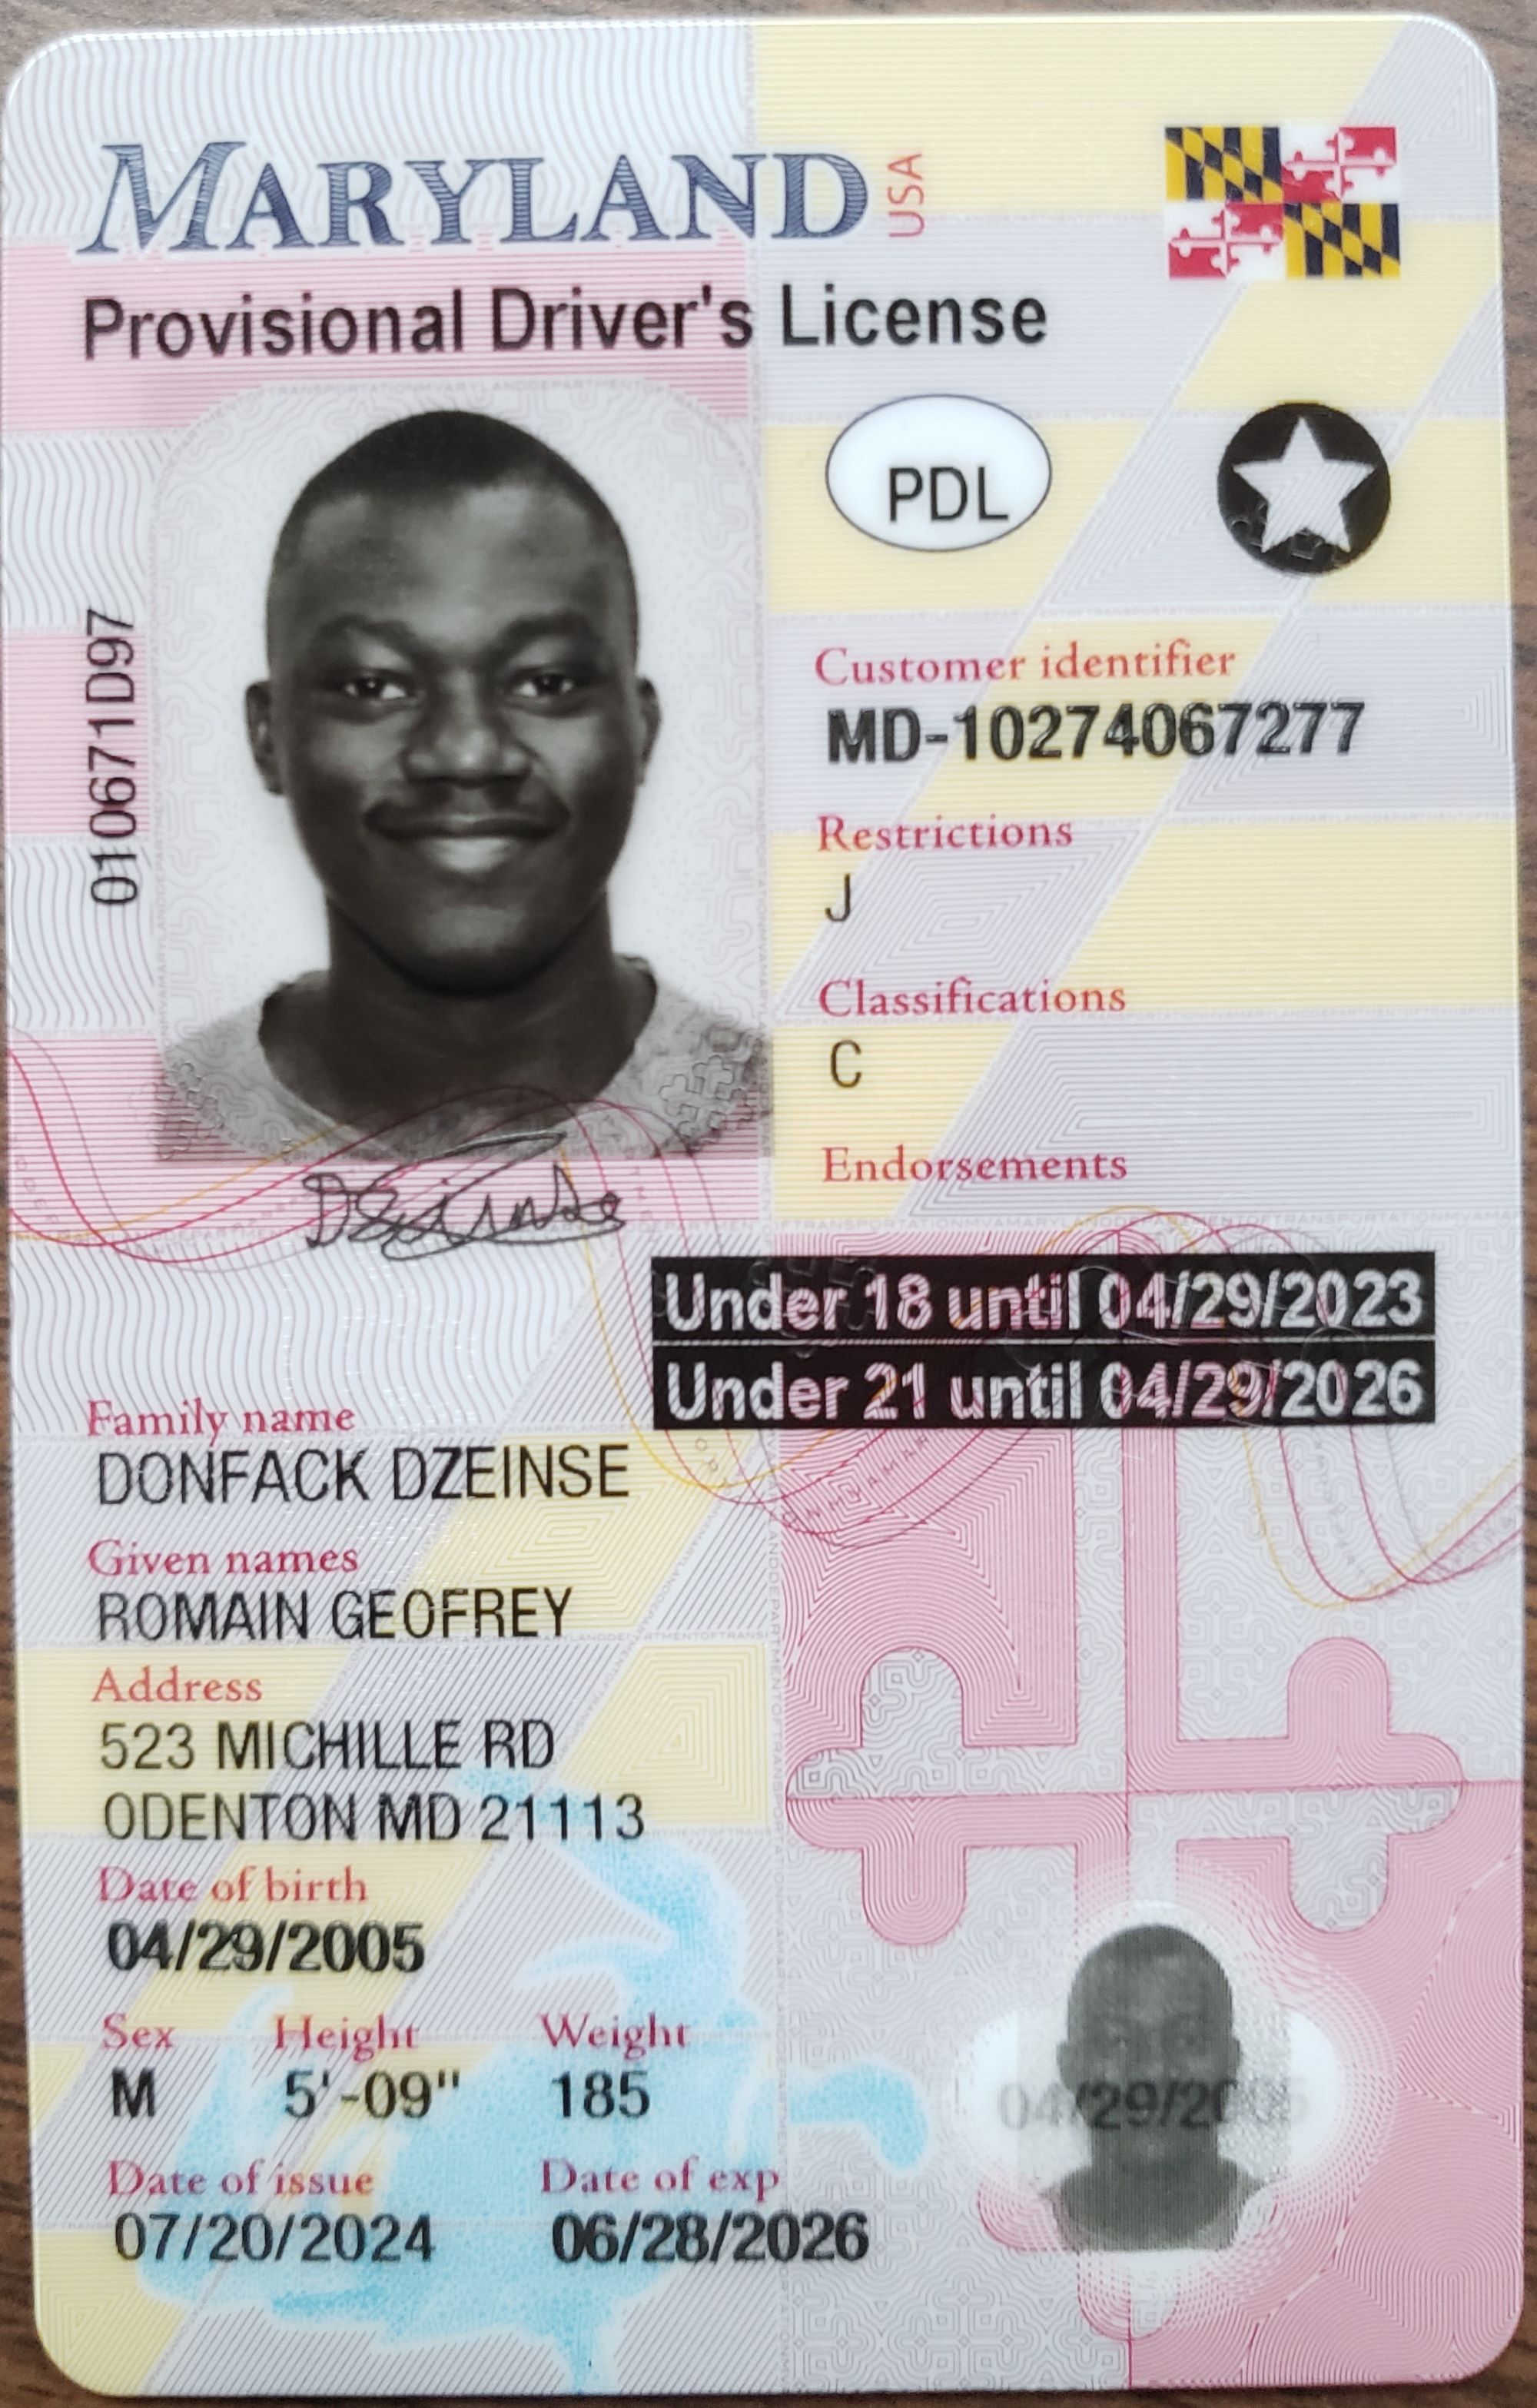 MARYLAND USA
Provisional Driver's License
PDL
010671D97
Customer identifier
MD-10274067277
Restrictions
J
Classifications
C
Endorsements
Dzeinse
Under 18 until 04/29/2023
Under 21 until 04/29/2026
Family name
DONFACK DZEINSE
Given names
ROMAIN GEOFREY
Address
523 MICHILLE RD
ODENTON MD 21113
Date of birth
04/29/2005
Sex Height Weight
M 5'-09" 185
04/29/2005
Date of issue Date of exp
07/20/2024 06/28/2026